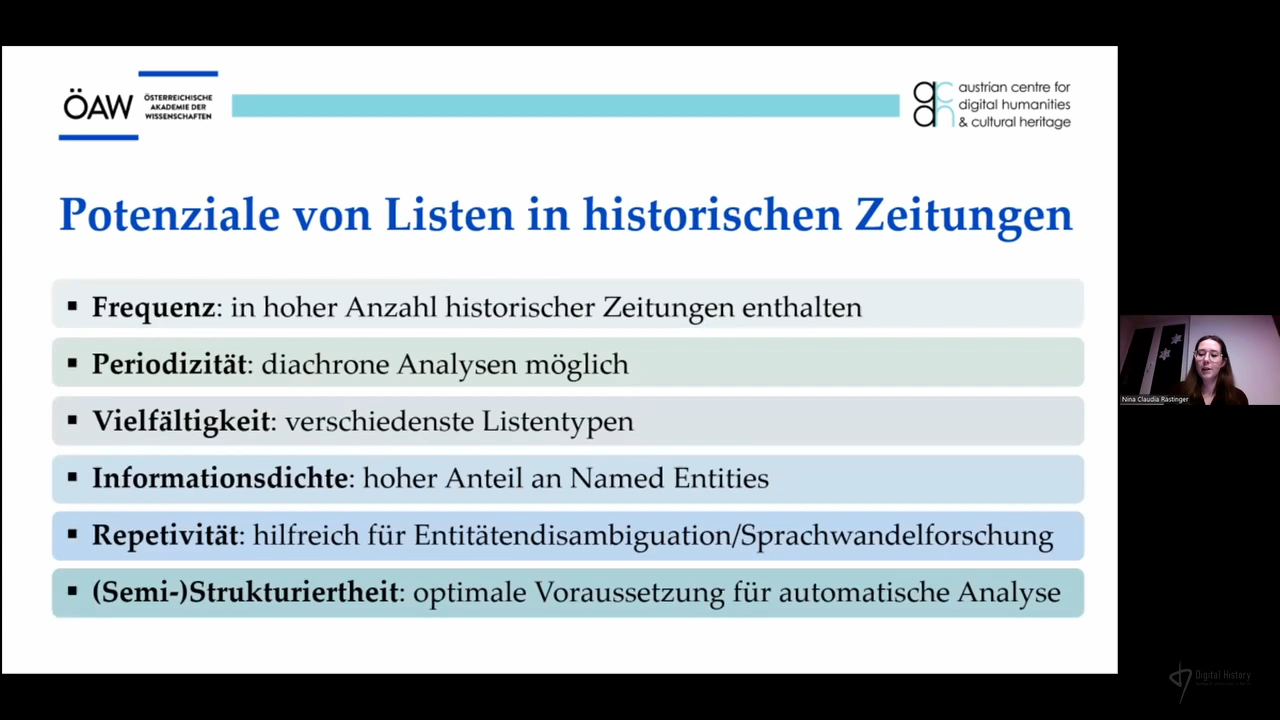 ÖAW
ÖSTERREICHISCHE
AKADEMIE DER
WISSENSCHAFTEN
acdh
austrian centre for
digital humanities
& cultural heritage
Potenziale von Listen in historischen Zeitungen
▪ Frequenz: in hoher Anzahl historischer Zeitungen enthalten
▪ Periodizität: diachrone Analysen möglich
▪ Vielfältigkeit: verschiedenste Listentypen
▪ Informationsdichte: hoher Anteil an Named Entities
▪ Repetivität: hilfreich für Entitätendisambiguation/Sprachwandelforschung
▪ (Semi-)Strukturiertheit: optimale Voraussetzung für automatische Analyse
Nina Claudia Rastinger
Digital History